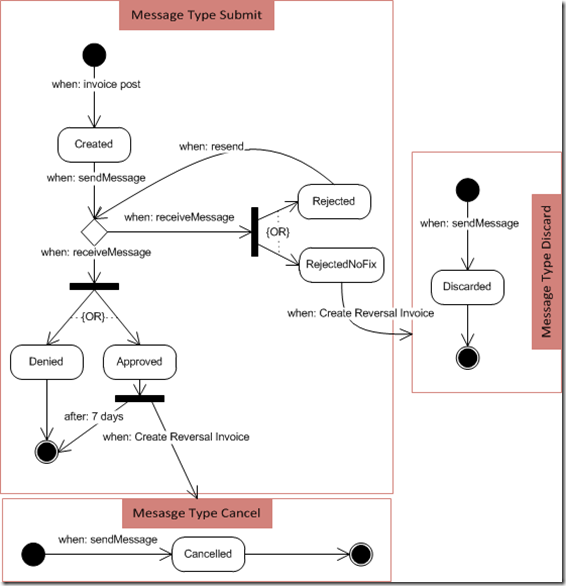 Message Type Submit
when: invoice post
Created
when: sendMessage
when: resend
Rejected
when: receiveMessage
{OR}
when: receiveMessage
RejectedNoFix
when: Create Reversal Invoice
{OR}
Denied
Approved
after: 7 days
when: Create Reversal Invoice
Message Type Discard
when: sendMessage
Discarded
Mesasge Type Cancel
when: sendMessage
Cancelled